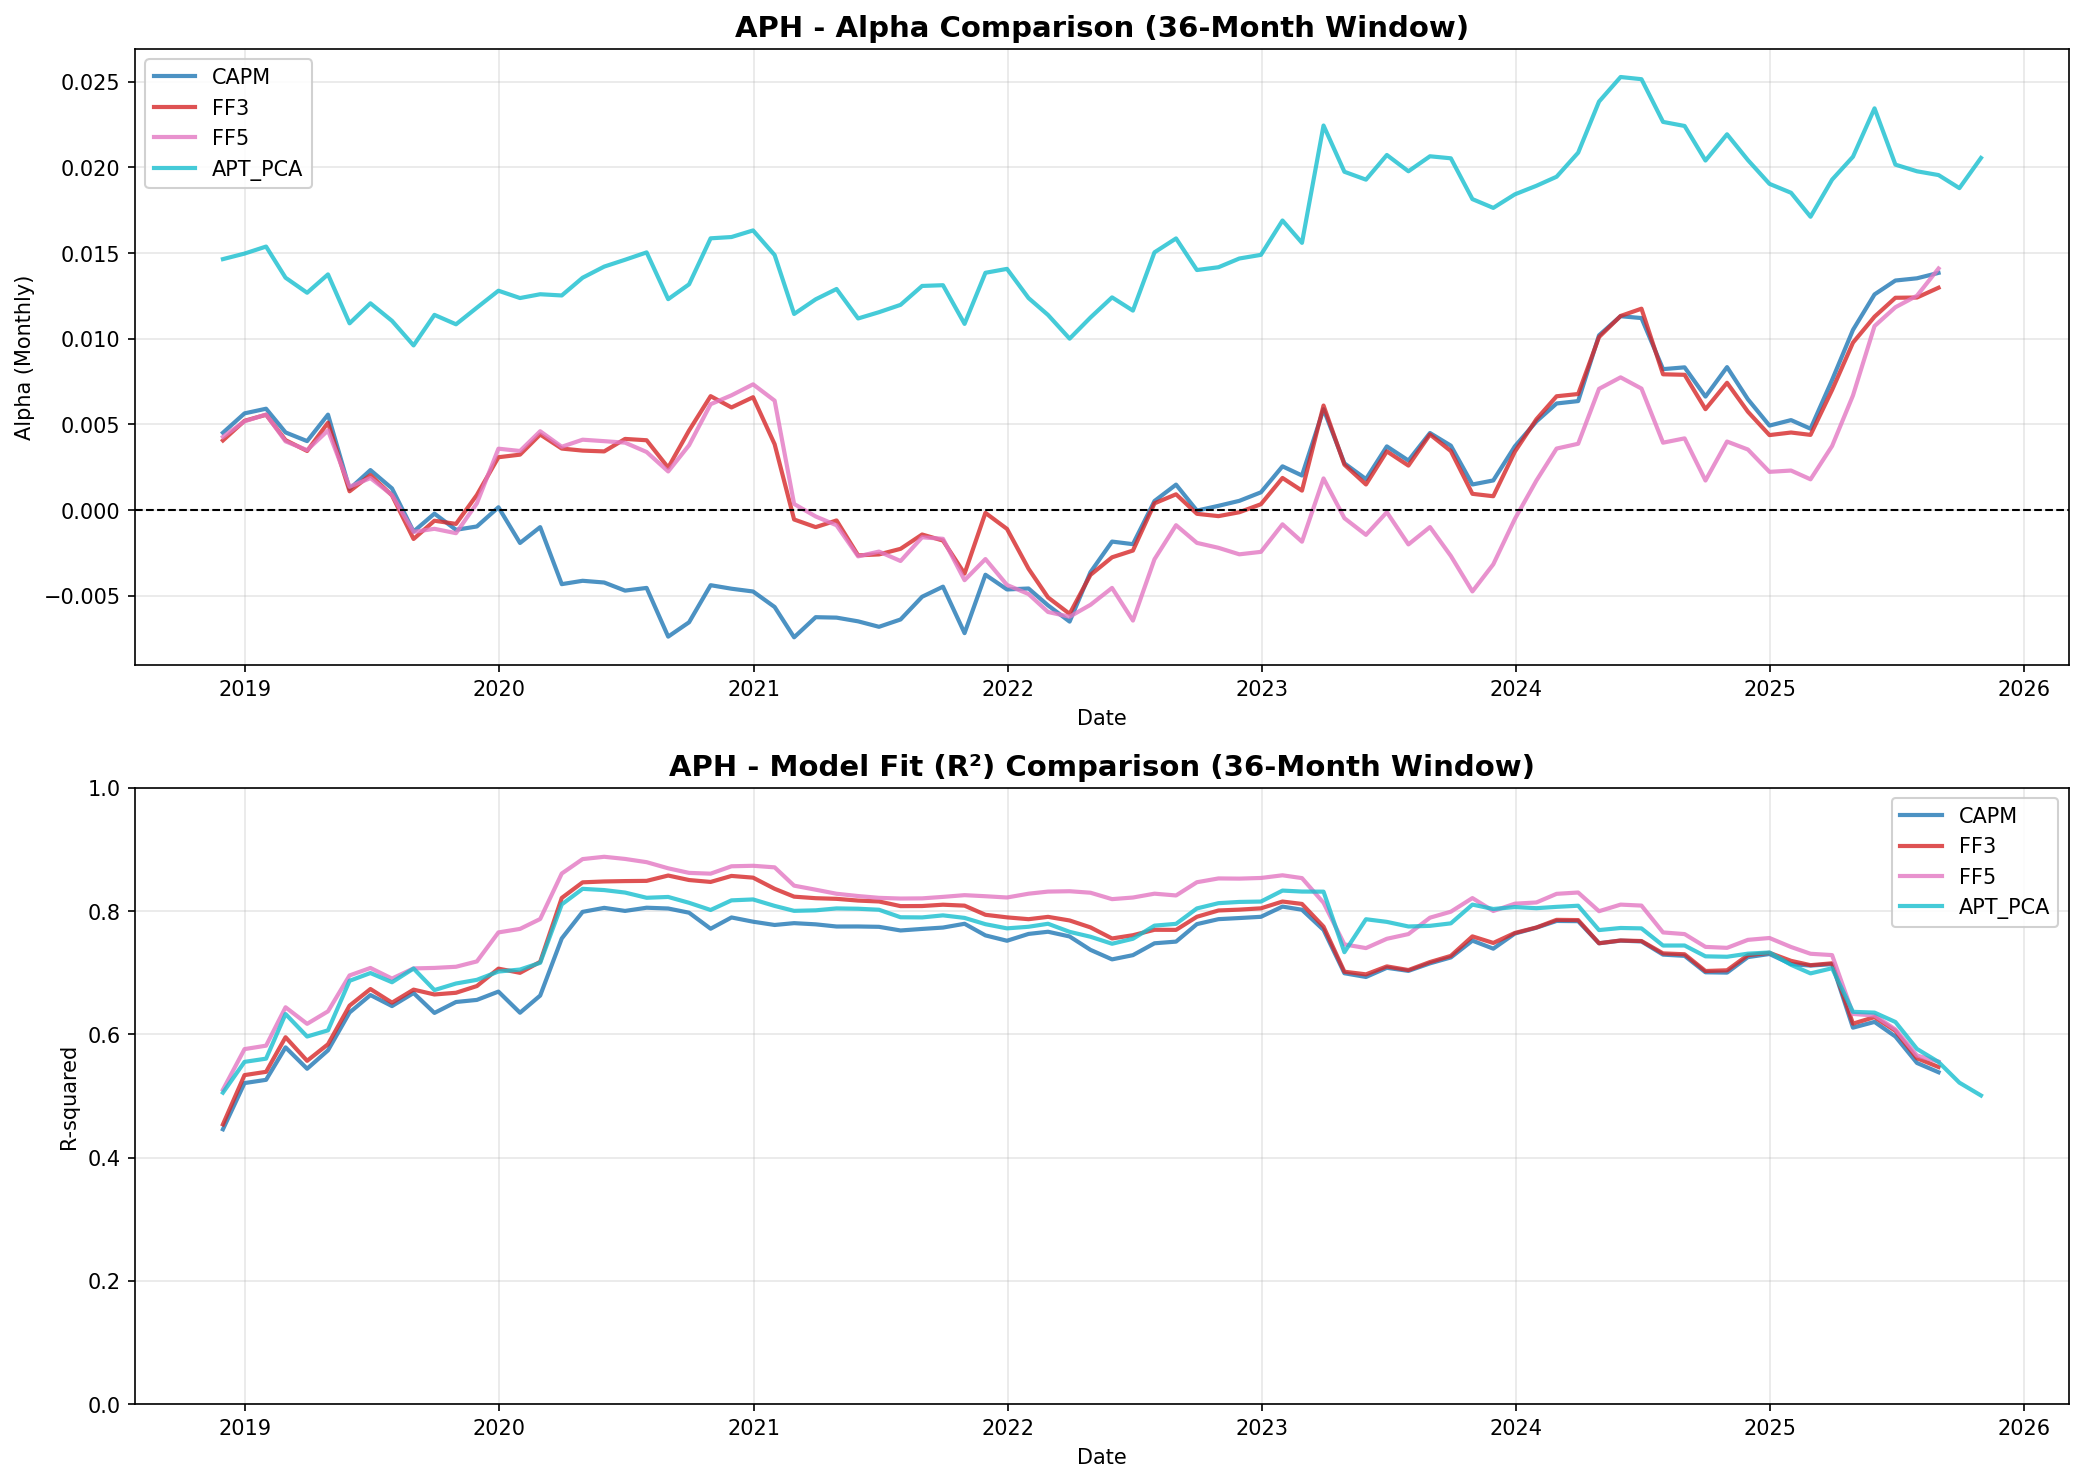 APH - Alpha Comparison (36-Month Window)
CAPM
FF3
FF5
APT_PCA
Alpha (Monthly)
0.025
0.020
0.015
0.010
0.005
0.000
−0.005
2019 2020 2021 2022 2023 2024 2025 2026
Date
APH - Model Fit (R²) Comparison (36-Month Window)
CAPM
FF3
FF5
APT_PCA
R-squared
1.0
0.8
0.6
0.4
0.2
0.0
2019 2020 2021 2022 2023 2024 2025 2026
Date